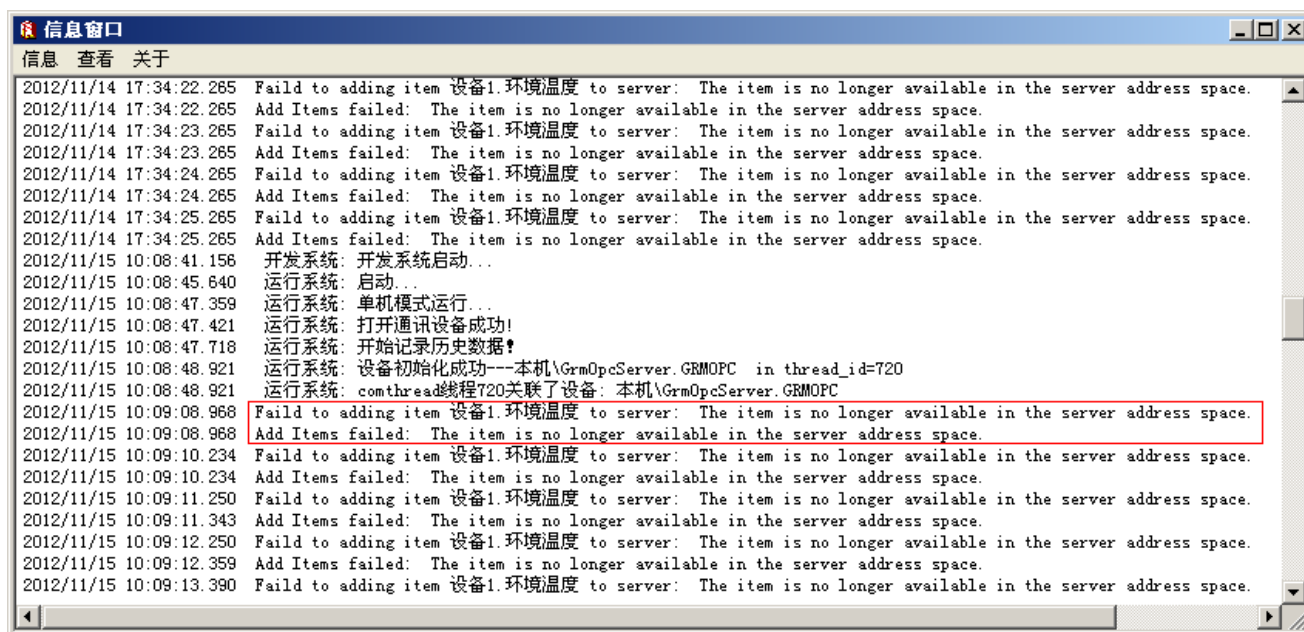 信息窗口
信息 查看 关于
2012/11/14 17:34:22.265 Faild to adding item 设备1.环境温度 to server: The item is no longer available in the server address space.
2012/11/14 17:34:22.265 Add Items failed: The item is no longer available in the server address space.
2012/11/14 17:34:23.265 Faild to adding item 设备1.环境温度 to server: The item is no longer available in the server address space.
2012/11/14 17:34:23.265 Add Items failed: The item is no longer available in the server address space.
2012/11/14 17:34:24.265 Faild to adding item 设备1.环境温度 to server: The item is no longer available in the server address space.
2012/11/14 17:34:24.265 Add Items failed: The item is no longer available in the server address space.
2012/11/14 17:34:25.265 Faild to adding item 设备1.环境温度 to server: The item is no longer available in the server address space.
2012/11/14 17:34:25.265 Add Items failed: The item is no longer available in the server address space.
2012/11/15 10:08:41.156 开发系统: 开发系统启动...
2012/11/15 10:08:45.640 运行系统: 启动...
2012/11/15 10:08:47.359 运行系统: 单机模式运行...
2012/11/15 10:08:47.421 运行系统: 打开通讯设备成功!
2012/11/15 10:08:47.718 运行系统: 开始记录历史数据!
2012/11/15 10:08:48.921 运行系统: 设备初始化成功---本机\GrmOpcServer.GRMOPC in thread_id=720
2012/11/15 10:08:48.921 运行系统: comthread线程720关联了设备: 本机\GrmOpcServer.GRMOPC
2012/11/15 10:09:08.968 Faild to adding item 设备1.环境温度 to server: The item is no longer available in the server address space.
2012/11/15 10:09:08.968 Add Items failed: The item is no longer available in the server address space.
2012/11/15 10:09:10.234 Faild to adding item 设备1.环境温度 to server: The item is no longer available in the server address space.
2012/11/15 10:09:10.234 Add Items failed: The item is no longer available in the server address space.
2012/11/15 10:09:11.250 Faild to adding item 设备1.环境温度 to server: The item is no longer available in the server address space.
2012/11/15 10:09:11.343 Add Items failed: The item is no longer available in the server address space.
2012/11/15 10:09:12.250 Faild to adding item 设备1.环境温度 to server: The item is no longer available in the server address space.
2012/11/15 10:09:12.359 Add Items failed: The item is no longer available in the server address space.
2012/11/15 10:09:13.390 Faild to adding item 设备1.环境温度 to server: The item is no longer available in the server address space.